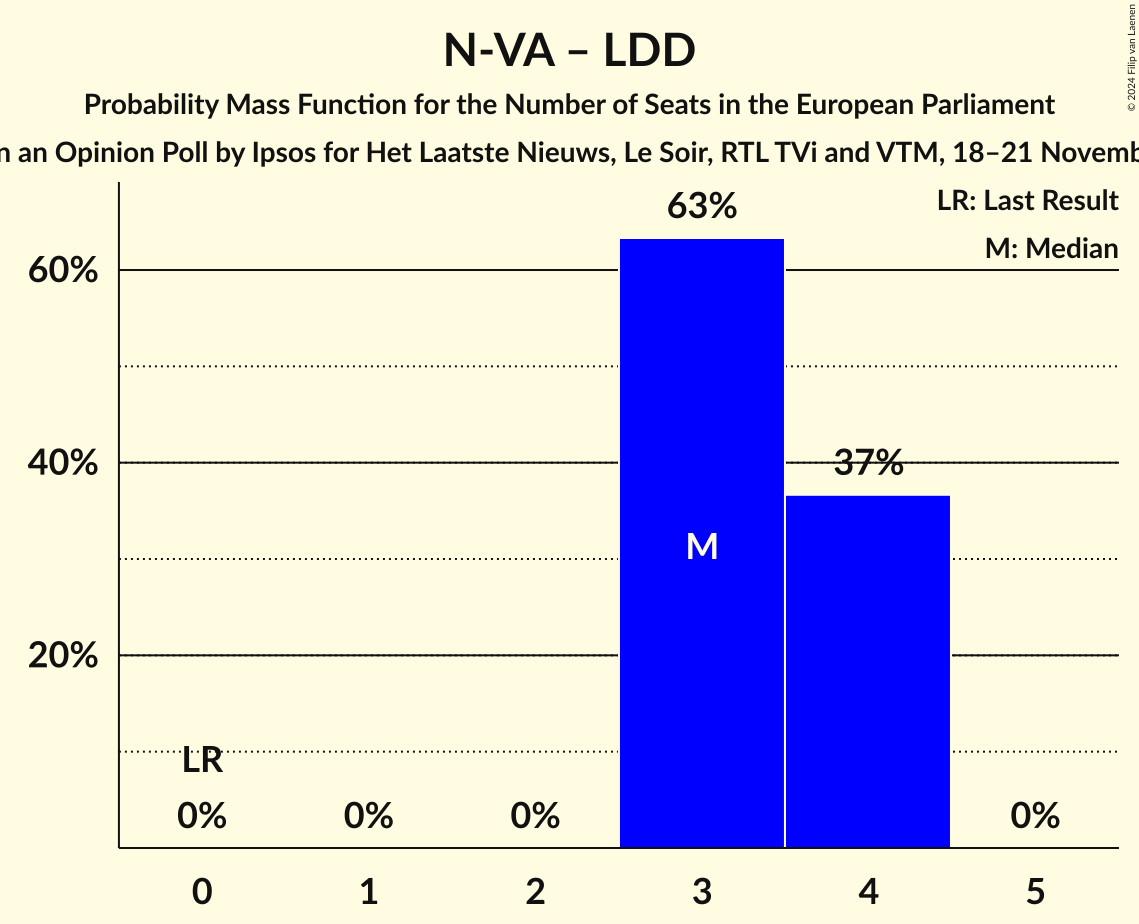 N-VA – LDD
Probability Mass Function for the Number of Seats in the European Parliament
an Opinion Poll by Ipsos for Het Laatste Nieuws, Le Soir, RTL TVi and VTM, 18–21
© 2024 Filip van Laenen
LR: Last Result
M: Median
63%
60%
40%
37%
M
20%
LR
0% 0% 0% 0%
0 1 2 3 4 5